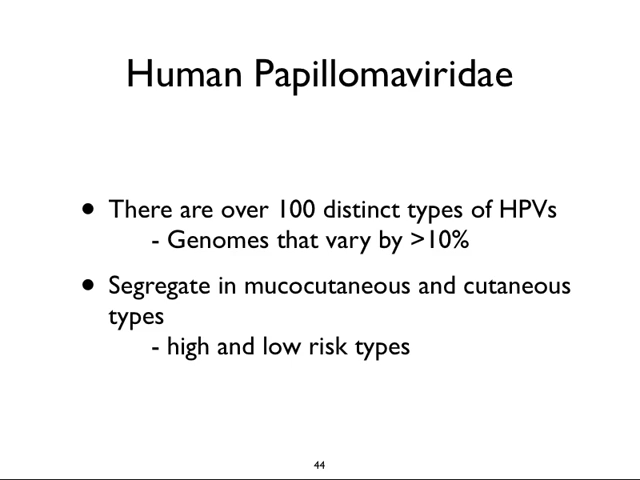 Human Papillomaviridae
• There are over 100 distinct types of HPVs
- Genomes that vary by >10%
• Segregate in mucocutaneous and cutaneous
types
- high and low risk types
44